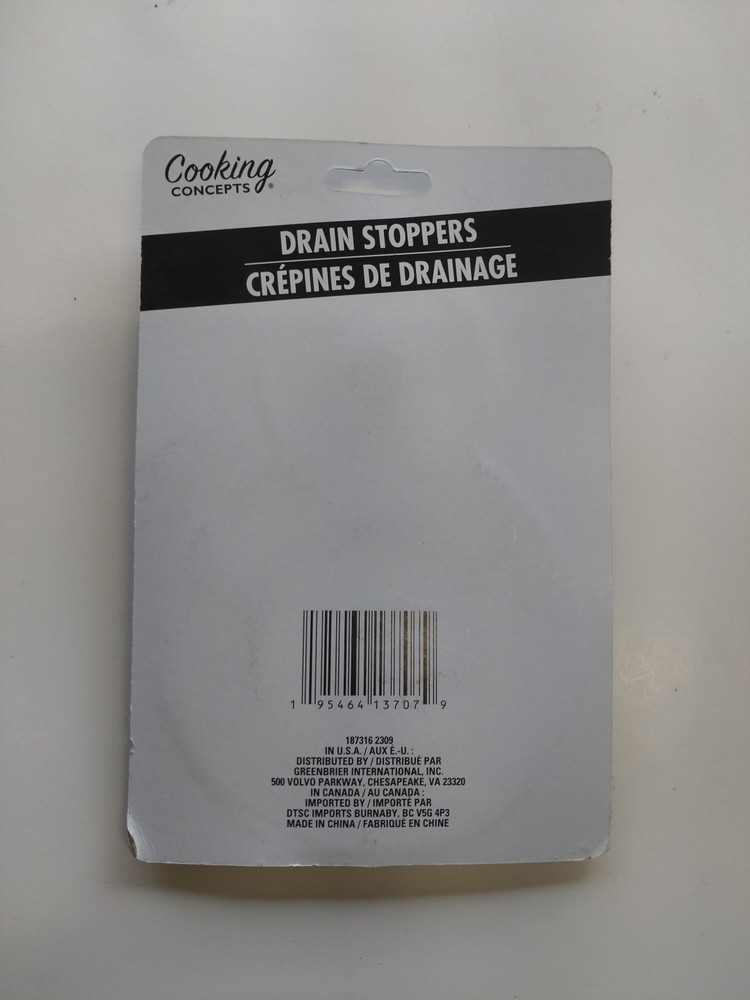 Cooking
CONCEPTS®
DRAIN STOPPERS
CRÉPINES DE DRAINAGE
1 95464 13707 9
187316 2309
IN U.S.A. / AUX É.-U. :
DISTRIBUTED BY / DISTRIBUÉ PAR
GREENBRIER INTERNATIONAL, INC.
500 VOLVO PARKWAY, CHESAPEAKE, VA 23320
IN CANADA / AU CANADA :
IMPORTED BY / IMPORTÉ PAR
DTSC IMPORTS BURNABY, BC V5G 4P3
MADE IN CHINA / FABRIQUÉ EN CHINE